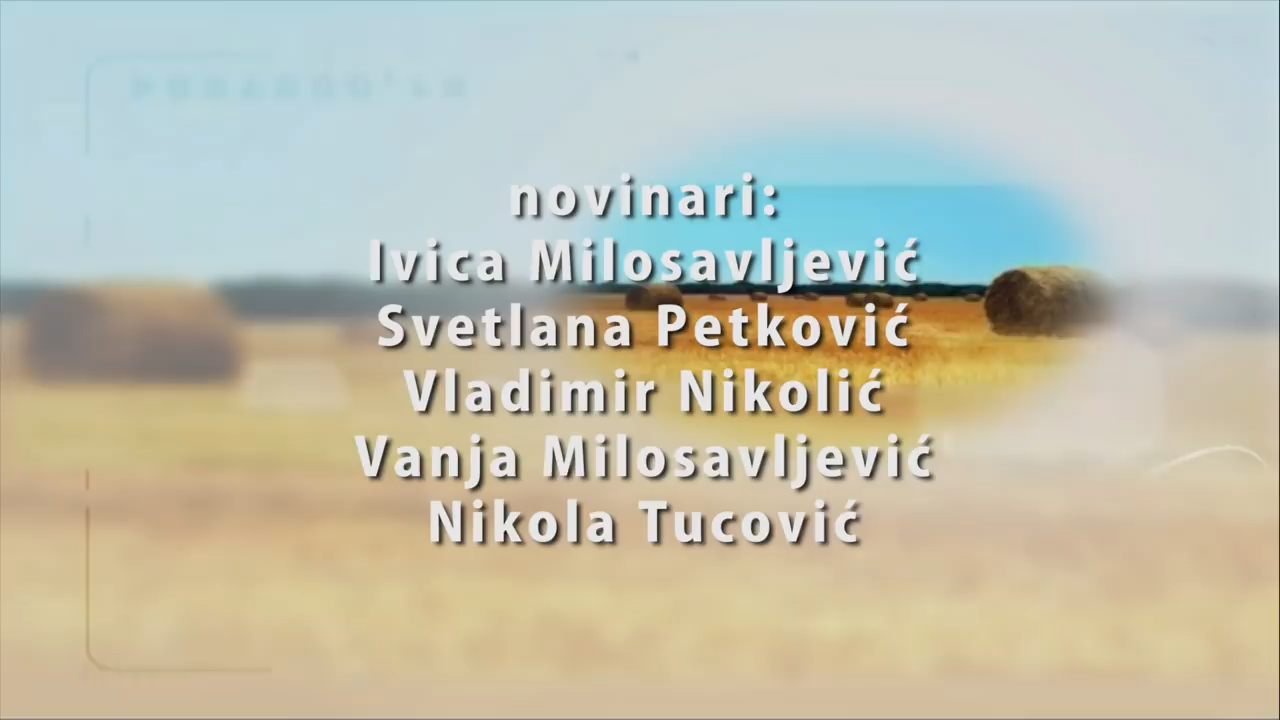 novinari:
Ivica Milosavljević
Svetlana Petković
Vladimir Nikolić
Vanja Milosavljević
Nikola Tucović